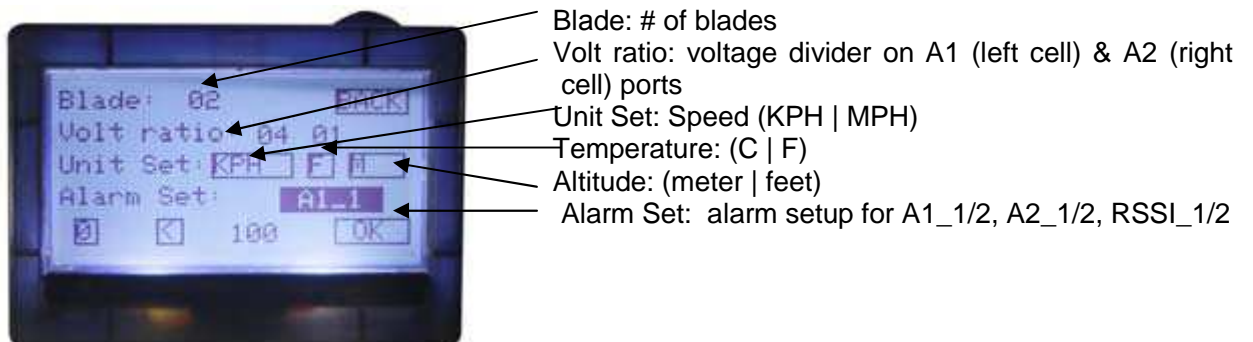 Blade: # of blades
Volt ratio: voltage divider on A1 (left cell) & A2 (right
cell) ports
Unit Set: Speed (KPH | MPH)
Temperature: (C | F)
Altitude: (meter | feet)
Alarm Set: alarm setup for A1_1/2, A2_1/2, RSSI_1/2
Blade: 02 BACK
Volt ratio 04 01
Unit Set: KPH F M
Alarm Set: A1_1
0 < 100 OK